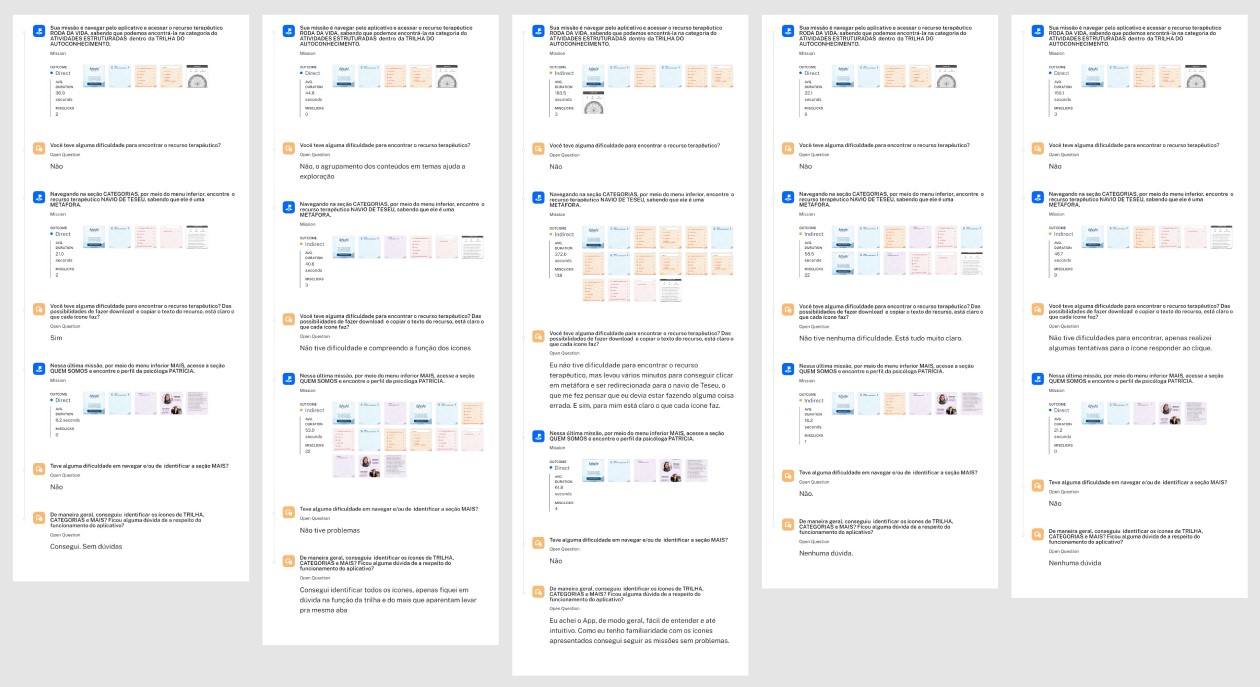 Sua missão é navegar pelo aplicativo e acessar o recurso terapêutico
RODA DA VIDA, sabendo que podemos encontrá-la na categoria do
ATIVIDADES ESTRUTURADAS dentro da TRILHA DO
AUTOCONHECIMENTO.
Mission
OUTCOME
Direct
AVG.
DURATION
seconds
MISCLICKS
2
Você teve alguma dificuldade para encontrar o recurso terapêutico?
Open Question
Não
Navegando na seção CATEGORIAS, por meio do menu inferior, encontre o
recurso terapêutico NAVIO DE TESEU, sabendo que ele é uma
METÁFORA.
Mission
OUTCOME
Direct
AVG.
DURATION
21.0
seconds
MISCLICKS
2
Você teve alguma dificuldade para encontrar o recurso terapêutico? Das
possibilidades de fazer download e copiar o texto do recurso, está claro o
que cada ícone faz?
Open Question
Sim
Nessa última missão, por meio do menu inferior MAIS, acesse a seção
QUEM SOMOS e encontre o perfil da psicóloga PATRÍCIA.
Mission
OUTCOME
Direct
AVG.
DURATION
seconds
MISCLICKS
0
Teve alguma dificuldade em navegar e/ou de identificar a seção MAIS?
Open Question
Não
De maneira geral, conseguiu identificar os ícones de TRILHA,
CATEGORIAS e MAIS? Ficou alguma dúvida de a respeito do
funcionamento do aplicativo?
Open Question
Consegui. Sem dúvidas
Sua missão é navegar pelo aplicativo e acessar o recurso terapêutico
RODA DA VIDA, sabendo que podemos encontrá-la na categoria do
ATIVIDADES ESTRUTURADAS dentro da TRILHA DO
AUTOCONHECIMENTO.
Mission
OUTCOME
Direct
AVG.
DURATION
44.8
seconds
MISCLICKS
0
Você teve alguma dificuldade para encontrar o recurso terapêutico?
Open Question
Não, o agrupamento dos conteúdos em temas ajuda a
exploração
Navegando na seção CATEGORIAS, por meio do menu inferior, encontre o
recurso terapêutico NAVIO DE TESEU, sabendo que ele é uma
METÁFORA.
Mission
OUTCOME
Indirect
AVG.
DURATION
40.6
seconds
MISCLICKS
3
Você teve alguma dificuldade para encontrar o recurso terapêutico? Das
possibilidades de fazer download e copiar o texto do recurso, está claro o
que cada ícone faz?
Open Question
Não tive dificuldade e compreendo a função dos ícones
Nessa última missão, por meio do menu inferior MAIS, acesse a seção
QUEM SOMOS e encontre o perfil da psicóloga PATRÍCIA.
Mission
OUTCOME
Indirect
AVG.
DURATION
53.9
seconds
MISCLICKS
22
Teve alguma dificuldade em navegar e/ou de identificar a seção MAIS?
Open Question
Não tive problemas
De maneira geral, conseguiu identificar os ícones de TRILHA,
CATEGORIAS e MAIS? Ficou alguma dúvida de a respeito do
funcionamento do aplicativo?
Open Question
Consegui identificar todos os ícones, apenas fiquei em
dúvida na função da trilha e do mais que aparentam levar
pra mesma aba
Sua missão é navegar pelo aplicativo e acessar o recurso terapêutico
RODA DA VIDA, sabendo que podemos encontrá-la na categoria do
ATIVIDADES ESTRUTURADAS dentro da TRILHA DO
AUTOCONHECIMENTO.
Mission
OUTCOME
Indirect
AVG.
DURATION
seconds
MISCLICKS
3
Você teve alguma dificuldade para encontrar o recurso terapêutico?
Open Question
Não
Navegando na seção CATEGORIAS, por meio do menu inferior, encontre o
recurso terapêutico NAVIO DE TESEU, sabendo que ele é uma
METÁFORA.
Mission
OUTCOME
Indirect
AVG.
DURATION
372.6
seconds
MISCLICKS
Você teve alguma dificuldade para encontrar o recurso terapêutico? Das
possibilidades de fazer download e copiar o texto do recurso, está claro o
que cada ícone faz?
Open Question
Eu não tive dificuldade para encontrar o recurso
terapêutico, mas levou vários minutos para conseguir clicar
em metáfora e ser redirecionada para o navio de Teseu, o
que me fez pensar que eu devia estar fazendo alguma coisa
errada. E sim, para mim está claro o que cada ícone faz.
Nessa última missão, por meio do menu inferior MAIS, acesse a seção
QUEM SOMOS e encontre o perfil da psicóloga PATRÍCIA.
Mission
OUTCOME
Direct
AVG.
DURATION
61.8
seconds
MISCLICKS
4
Teve alguma dificuldade em navegar e/ou de identificar a seção MAIS?
Open Question
Não
De maneira geral, conseguiu identificar os ícones de TRILHA,
CATEGORIAS e MAIS? Ficou alguma dúvida de a respeito do
funcionamento do aplicativo?
Open Question
Eu achei o App, de modo geral, fácil de entender e até
intuitivo. Como eu tenho familiaridade com os ícones
apresentados consegui seguir as missões sem problemas.
Sua missão é navegar pelo aplicativo e acessar o recurso terapêutico
RODA DA VIDA, sabendo que podemos encontrá-la na categoria do
ATIVIDADES ESTRUTURADAS dentro da TRILHA DO
AUTOCONHECIMENTO.
Mission
OUTCOME
Direct
AVG.
DURATION
seconds
MISCLICKS
Você teve alguma dificuldade para encontrar o recurso terapêutico?
Open Question
Não
Navegando na seção CATEGORIAS, por meio do menu inferior, encontre o
recurso terapêutico NAVIO DE TESEU, sabendo que ele é uma
METÁFORA.
Mission
OUTCOME
Indirect
AVG.
DURATION
58.5
seconds
MISCLICKS
22
Você teve alguma dificuldade para encontrar o recurso terapêutico? Das
possibilidades de fazer download e copiar o texto do recurso, está claro o
que cada ícone faz?
Open Question
Não tive nenhuma dificuldade. Está tudo muito claro.
Nessa última missão, por meio do menu inferior MAIS, acesse a seção
QUEM SOMOS e encontre o perfil da psicóloga PATRÍCIA.
Mission
OUTCOME
Indirect
AVG.
DURATION
seconds
MISCLICKS
1
Teve alguma dificuldade em navegar e/ou de identificar a seção MAIS?
Open Question
Não.
De maneira geral, conseguiu identificar os ícones de TRILHA,
CATEGORIAS e MAIS? Ficou alguma dúvida de a respeito do
funcionamento do aplicativo?
Open Question
Nenhuma dúvida.
Sua missão é navegar pelo aplicativo e acessar o recurso terapêutico
RODA DA VIDA, sabendo que podemos encontrá-la na categoria do
ATIVIDADES ESTRUTURADAS dentro da TRILHA DO
AUTOCONHECIMENTO.
Mission
OUTCOME
Direct
AVG.
DURATION
seconds
MISCLICKS
3
Você teve alguma dificuldade para encontrar o recurso terapêutico?
Open Question
Não
Navegando na seção CATEGORIAS, por meio do menu inferior, encontre o
recurso terapêutico NAVIO DE TESEU, sabendo que ele é uma
METÁFORA.
Mission
OUTCOME
Indirect
AVG.
DURATION
seconds
MISCLICKS
Você teve alguma dificuldade para encontrar o recurso terapêutico? Das
possibilidades de fazer download e copiar o texto do recurso, está claro o
que cada ícone faz?
Open Question
Não tive dificuldades para encontrar, apenas realizei
algumas tentativas para o ícone responder ao clique.
Nessa última missão, por meio do menu inferior MAIS, acesse a seção
QUEM SOMOS e encontre o perfil da psicóloga PATRÍCIA.
Mission
OUTCOME
Direct
AVG.
DURATION
21.2
seconds
MISCLICKS
0
Teve alguma dificuldade em navegar e/ou de identificar a seção MAIS?
Open Question
Não
De maneira geral, conseguiu identificar os ícones de TRILHA,
CATEGORIAS e MAIS? Ficou alguma dúvida de a respeito do
funcionamento do aplicativo?
Open Question
Nenhuma dúvida